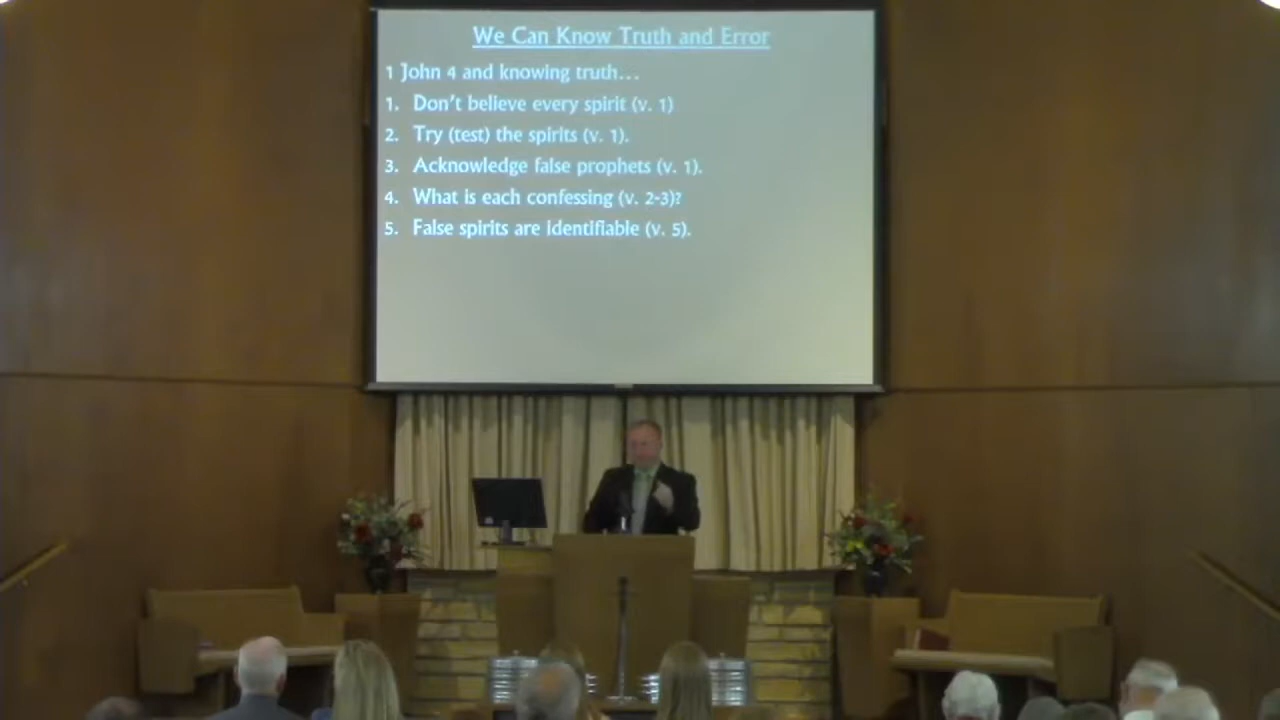 We Can Know Truth and Error
1 John 4 and knowing truth...
1. Don't believe every spirit (v. 1)
2. Try (test) the spirits (v. 1).
3. Acknowledge false prophets (v. 1).
4. What is each confessing (v. 2-3)?
5. False spirits are identifiable (v. 5).